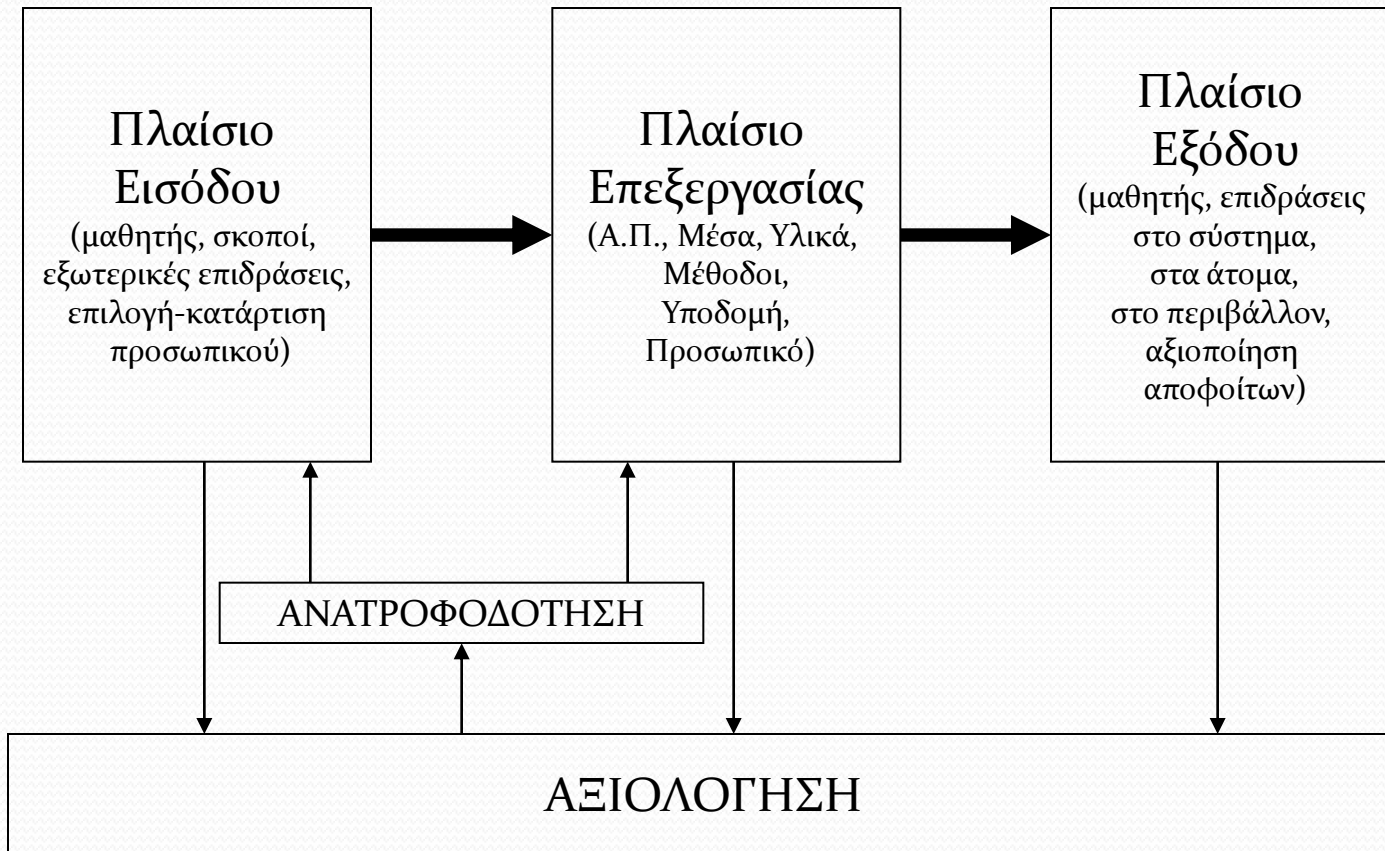 Πλαίσιο
Εισόδου
(μαθητής, σκοποί,
εξωτερικές επιδράσεις,
επιλογή-κατάρτιση
προσωπικού)
Πλαίσιο
Επεξεργασίας
(Α.Π., Μέσα, Υλικά,
Μέθοδοι,
Υποδομή,
Προσωπικό)
Πλαίσιο
Εξόδου
(μαθητής, επιδράσεις
στο σύστημα,
στα άτομα,
στο περιβάλλον,
αξιοποίηση
αποφοίτων)
ΑΝΑΤΡΟΦΟΔΟΤΗΣΗ
ΑΞΙΟΛΟΓΗΣΗ